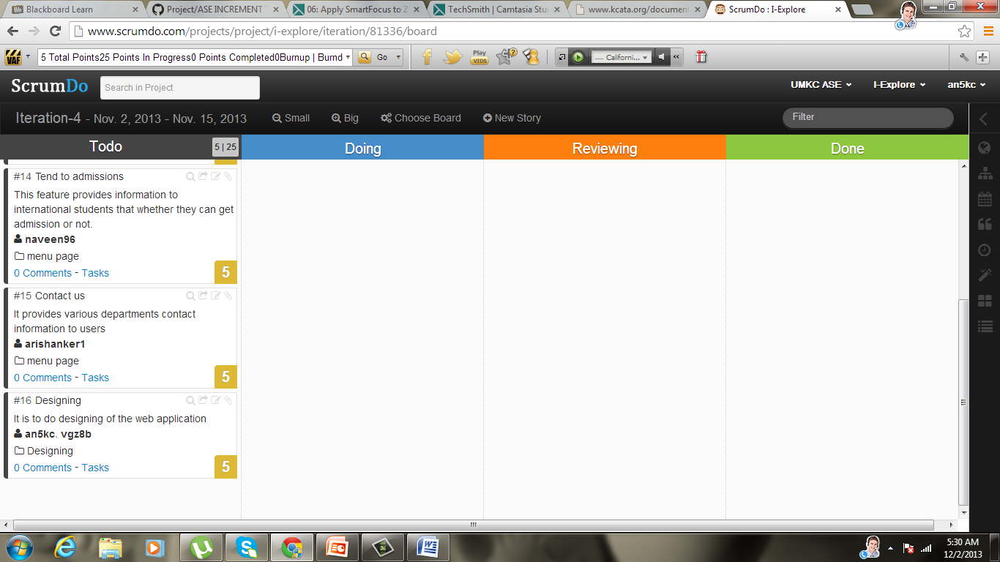 Blackboard Learn
Project/ASE INCREMENT
06: Apply SmartFocus to Z
TechSmith | Camtasia Stu
www.kcata.org/documen
ScrumDo : I-Explore
www.scrumdo.com/projects/project/i-explore/iteration/81336/board
VAF
5 Total Points25 Points In Progress0 Points Completed0Burnup | Burnd
Go
Play
VIDS
..... Californi...
ScrumDo
Search in Project
UMKC ASE
I-Explore
an5kc
Iteration-4 - Nov. 2, 2013 - Nov. 15, 2013
Small
Big
Choose Board
New Story
Filter
Todo
5 | 25
Doing
Reviewing
Done
#14 Tend to admissions
This feature provides information to
international students that whether they can get
admission or not.
naveen96
menu page
0 Comments - Tasks
5
#15 Contact us
It provides various departments contact
information to users
arishanker1
menu page
0 Comments - Tasks
5
#16 Designing
It is to do designing of the web application
an5kc, vgz8b
Designing
0 Comments - Tasks
5
5:30 AM
12/2/2013